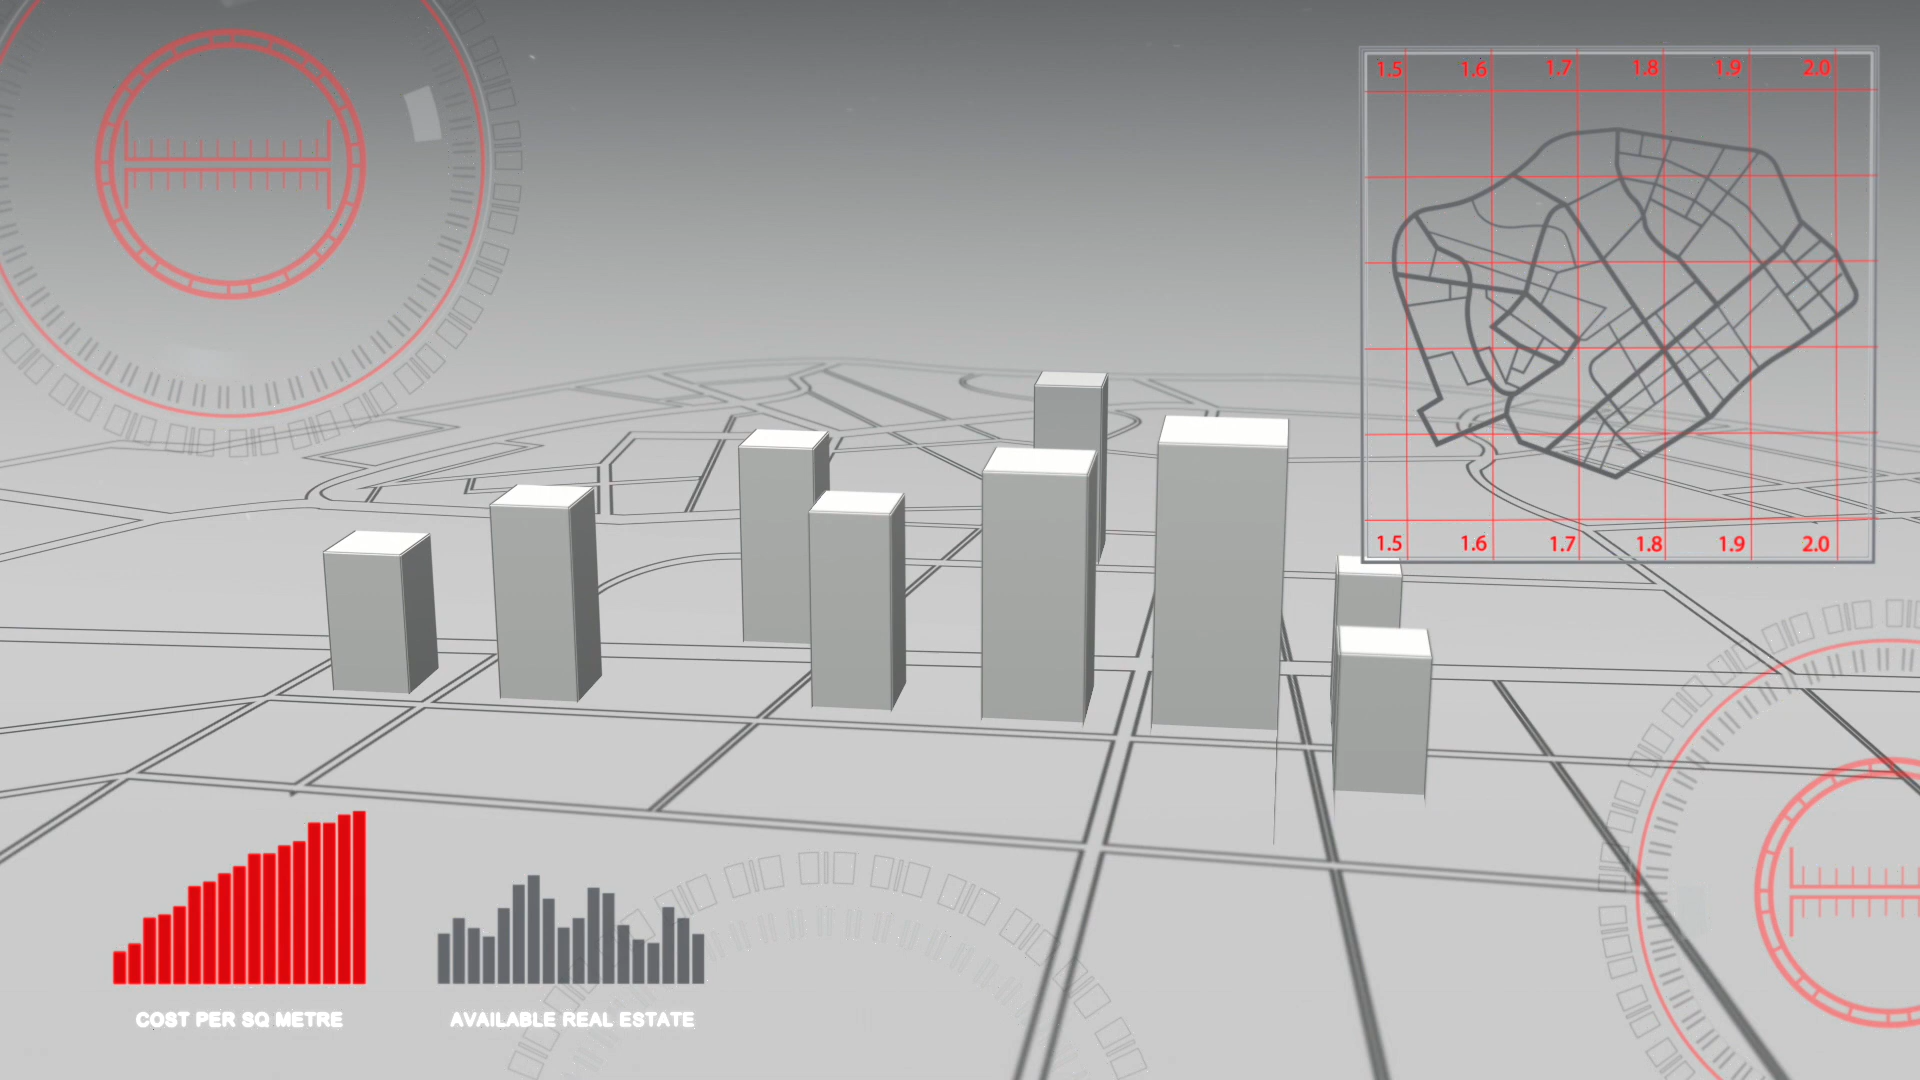 1.5 1.6 1.7 1.8 1.9 2.0
1.5 1.6 1.7 1.8 1.9 2.0
COST PER SQ METRE
AVAILABLE REAL ESTATE